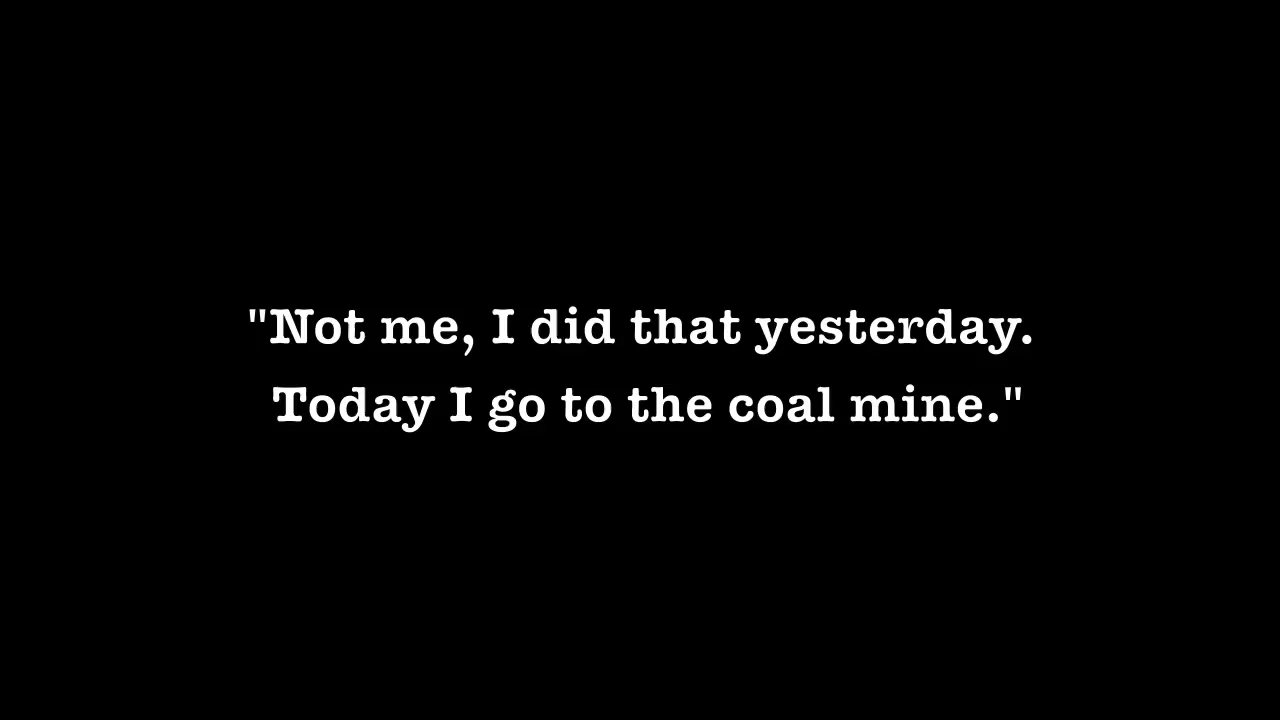 "Not me, I did that yesterday.
Today I go to the coal mine."